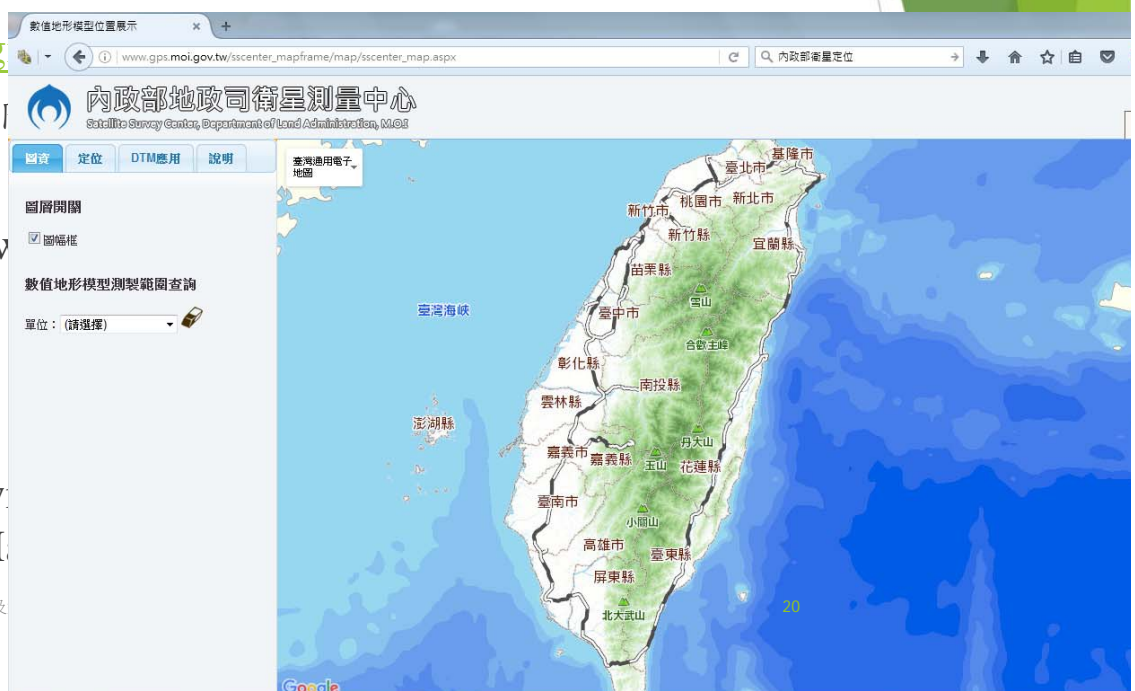 數值地形模型位置展示
www.gps.moi.gov.tw/sscenter_mapframe/map/sscenter_map.aspx
內政部衛星定位
內政部地政司衛星測量中心
Satellite Survey Center, Department of Land Administration, M.O.I
圖資 定位 DTM應用 說明
圖層開關
圖幅框
數值地形模型測製範圍查詢
單位：(請選擇)
臺灣通用電子
地圖
基隆市
臺北市
桃園市 新北市
新竹市
新竹縣
宜蘭縣
苗栗縣
雪山
臺灣海峽
臺中市
合歡主峰
彰化縣
南投縣
雲林縣
澎湖縣
丹大山
嘉義市 嘉義縣 玉山 花蓮縣
臺南市
小關山
高雄市
臺東縣
屏東縣
北大武山
20
Google